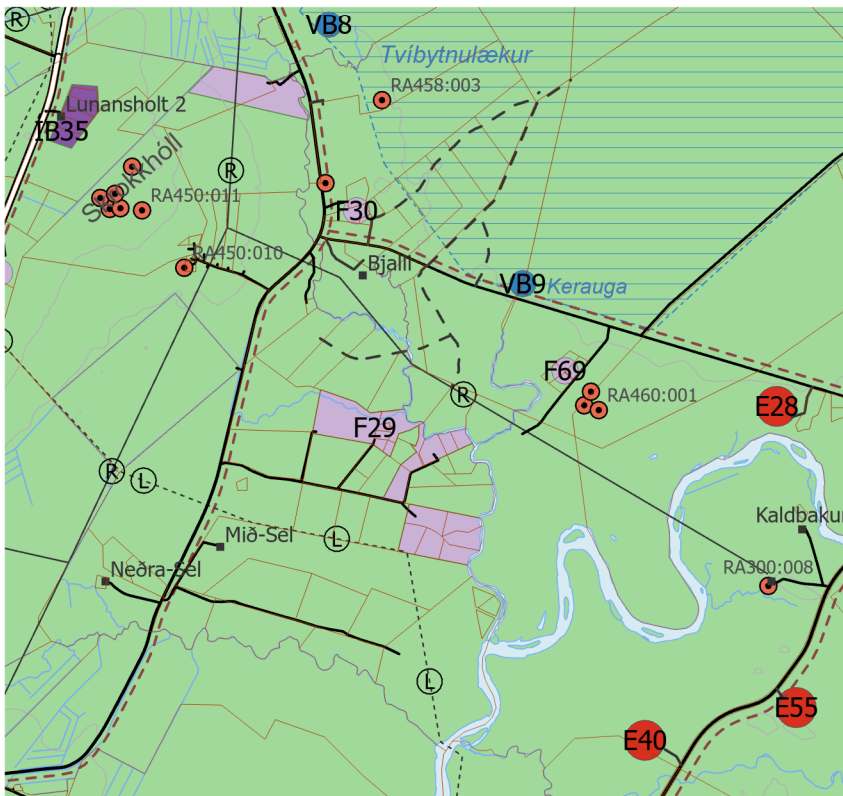 R
VB8
Tvíbytnulækur
RA458:003
Lunansholt 2
IB35
R
RA450:011
F30
RA450:010
Bjalli
VB9
Kerauga
F69
R
RA460:001
E28
F29
R
L
L
Kaldbakur
Mið-Sel
RA300:008
Neðra-Sel
L
E55
E40